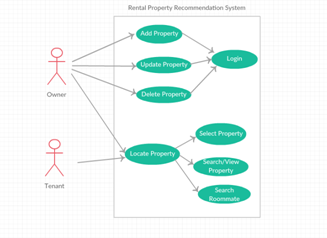 Rental Property Recommendation System
Add Property
Login
Update Property
Owner
Delete Property
Select Property
Locate Property
Search/View
Property
Tenant
Search
Roommate